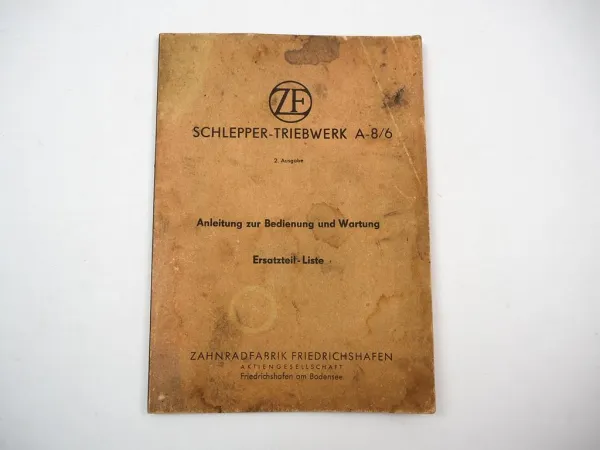 ZF
SCHLEPPER-TRIEBWERK A-8/6
2. Ausgabe
Anleitung zur Bedienung und Wartung
Ersatzteil-Liste
ZAHNRADFABRIK FRIEDRICHSHAFEN
AKTIENGESELLSCHAFT
Friedrichshafen am Bodensee